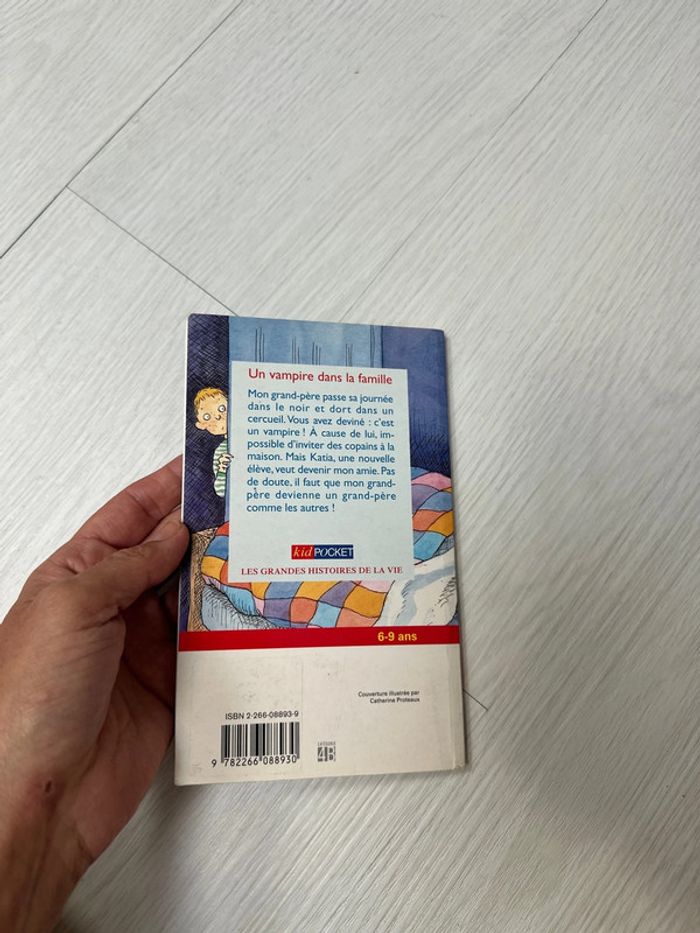 Un vampire dans la famille
Mon grand-père passe sa journée
dans le noir et dort dans un
cercueil. Vous avez deviné : c'est
un vampire ! À cause de lui, im-
possible d'inviter des copains à la
maison. Mais Katia, une nouvelle
élève, veut devenir mon amie. Pas
de doute, il faut que mon grand-
père devienne un grand-père
comme les autres !
kid POCKET
LES GRANDES HISTOIRES DE LA VIE
6-9 ans
Couverture illustrée par
Catherine Proteaux
ISBN 2-266-08893-9
9 782266 088930